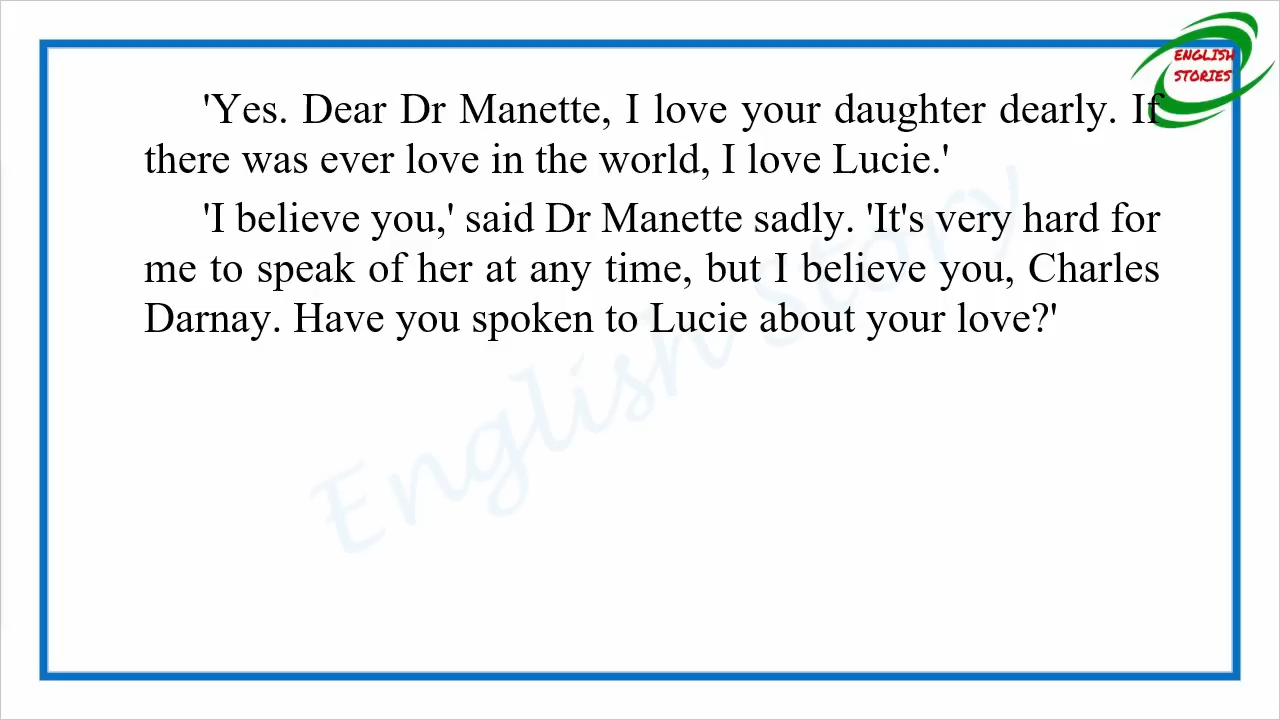 ENGLISH
STORIES
'Yes. Dear Dr Manette, I love your daughter dearly. If
there was ever love in the world, I love Lucie.'
'I believe you,' said Dr Manette sadly. 'It's very hard for
me to speak of her at any time, but I believe you, Charles
Darnay. Have you spoken to Lucie about your love?'
English Story